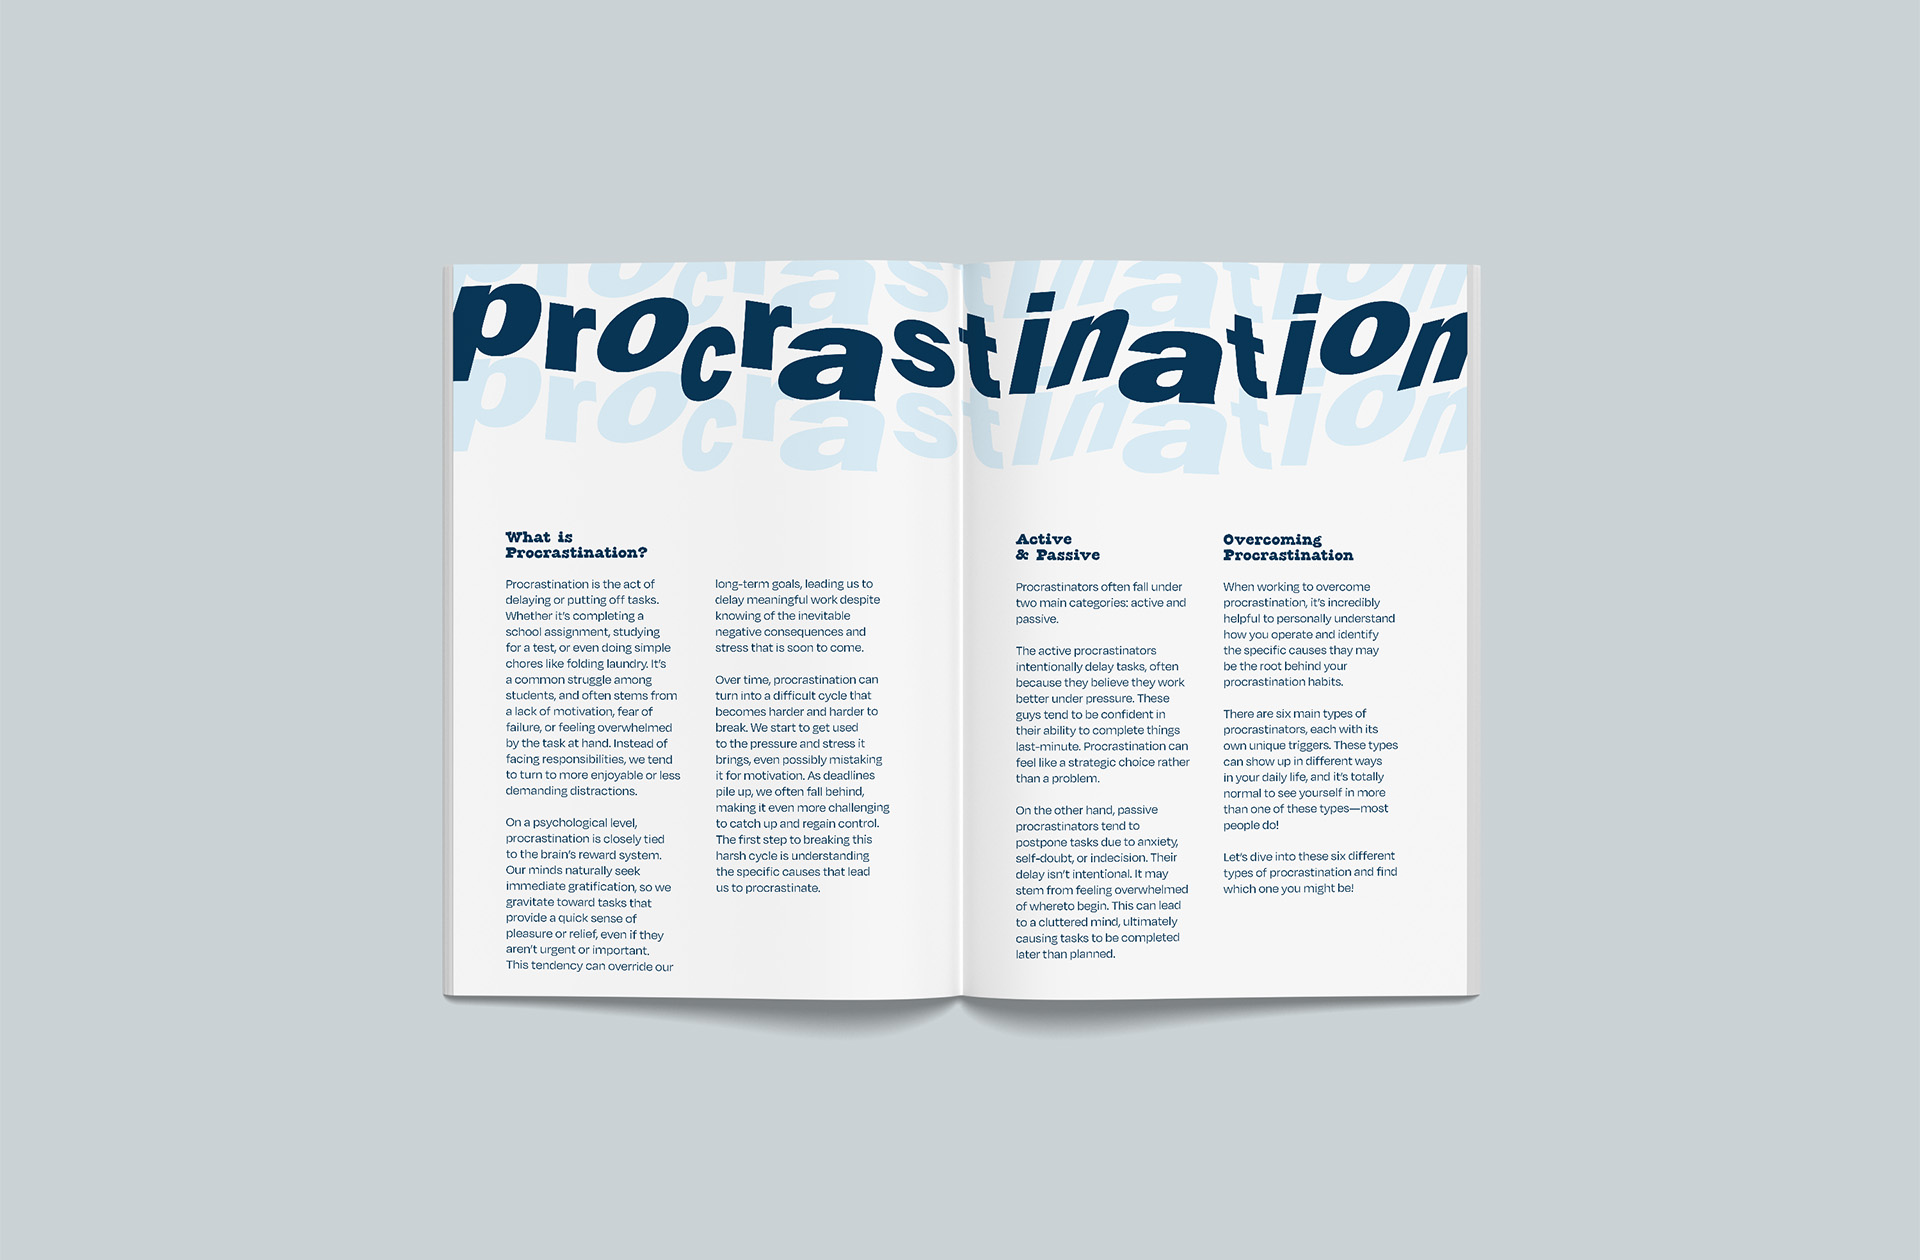 procrastination
procrastination
procrastination
What is
Procrastination?
Procrastination is the act of
delaying or putting off tasks.
Whether it's completing a
school assignment, studying
for a test, or even doing simple
chores like folding laundry. It's
a common struggle among
students, and often stems from
a lack of motivation, fear of
failure, or feeling overwhelmed
by the task at hand. Instead of
facing responsibilities, we tend
to turn to more enjoyable or less
demanding distractions.
On a psychological level,
procrastination is closely tied
to the brain's reward system.
Our minds naturally seek
immediate gratification, so we
gravitate toward tasks that
provide a quick sense of
pleasure or relief, even if they
aren't urgent or important.
This tendency can override our
long-term goals, leading us to
delay meaningful work despite
knowing of the inevitable
negative consequences and
stress that is soon to come.
Over time, procrastination can
turn into a difficult cycle that
becomes harder and harder to
break. We start to get used
to the pressure and stress it
brings, even possibly mistaking
it for motivation. As deadlines
pile up, we often fall behind,
making it even more challenging
to catch up and regain control.
The first step to breaking this
harsh cycle is understanding
the specific causes that lead
us to procrastinate.
Active
& Passive
Procrastinators often fall under
two main categories: active and
passive.
The active procrastinators
intentionally delay tasks, often
because they believe they work
better under pressure. These
guys tend to be confident in
their ability to complete things
last-minute. Procrastination can
feel like a strategic choice rather
than a problem.
On the other hand, passive
procrastinators tend to
postpone tasks due to anxiety,
self-doubt, or indecision. Their
delay isn't intentional. It may
stem from feeling overwhelmed
of whereto begin. This can lead
to a cluttered mind, ultimately
causing tasks to be completed
later than planned.
Overcoming
Procrastination
When working to overcome
procrastination, it's incredibly
helpful to personally understand
how you operate and identify
the specific causes thay may
be the root behind your
procrastination habits.
There are six main types of
procrastinators, each with its
own unique triggers. These types
can show up in different ways
in your daily life, and it's totally
normal to see yourself in more
than one of these types—most
people do!
Let's dive into these six different
types of procrastination and find
which one you might be!